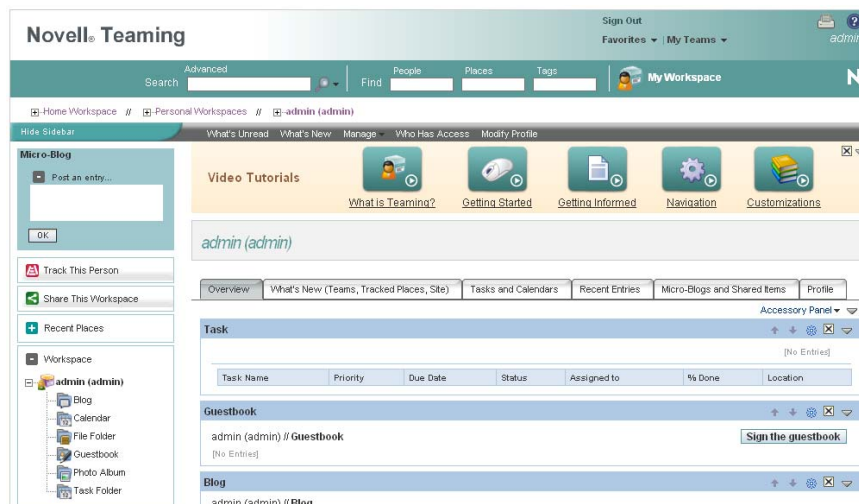 Sign Out
Novell® Teaming
Favorites | My Teams
admin
Advanced
Search
Find
People
Places
Tags
My Workspace
N
Home Workspace // Personal Workspaces // admin (admin)
Hide Sidebar
What's Unread What's New Manage Who Has Access Modify Profile
Micro-Blog
Post an entry...
OK
Video Tutorials
What is Teaming? Getting Started Getting Informed Navigation Customizations
admin (admin)
Track This Person
Share This Workspace
Recent Places
Workspace
admin (admin)
Blog
Calendar
File Folder
Guestbook
Photo Album
Task Folder
Overview What's New (Teams, Tracked Places, Site) Tasks and Calendars Recent Entries Micro-Blogs and Shared Items Profile
Accessory Panel
Task
[No Entries]
Task Name Priority Due Date Status Assigned to % Done Location
Guestbook
admin (admin) // Guestbook
Sign the guestbook
[No Entries]
Blog
admin (admin) // Blog